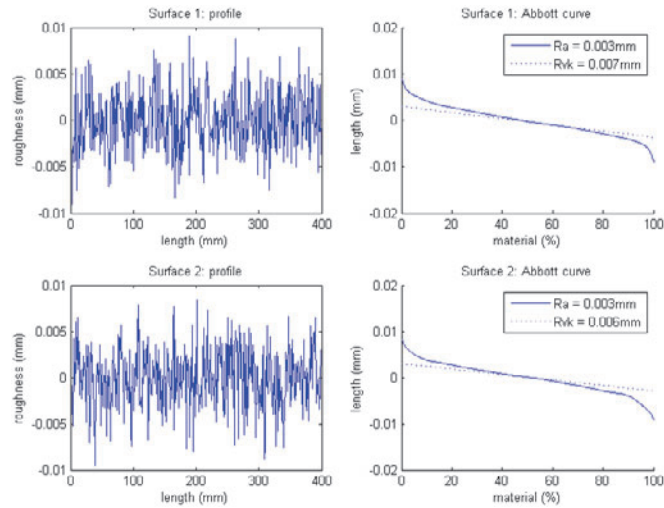 Surface 1: profile
0.01
0.005
0
-0.005
-0.01
roughness (mm)
0 100 200 300 400
length (mm)
Surface 1: Abbott curve
0.02
0.01
0
-0.01
-0.02
length (mm)
Ra = 0.003mm
Rvk = 0.007mm
0 20 40 60 80 100
material (%)
Surface 2: profile
0.01
0.005
0
-0.005
-0.01
roughness (mm)
0 100 200 300 400
length (mm)
Surface 2: Abbott curve
0.02
0.01
0
-0.01
-0.02
length (mm)
Ra = 0.003mm
Rvk = 0.006mm
0 20 40 60 80 100
material (%)